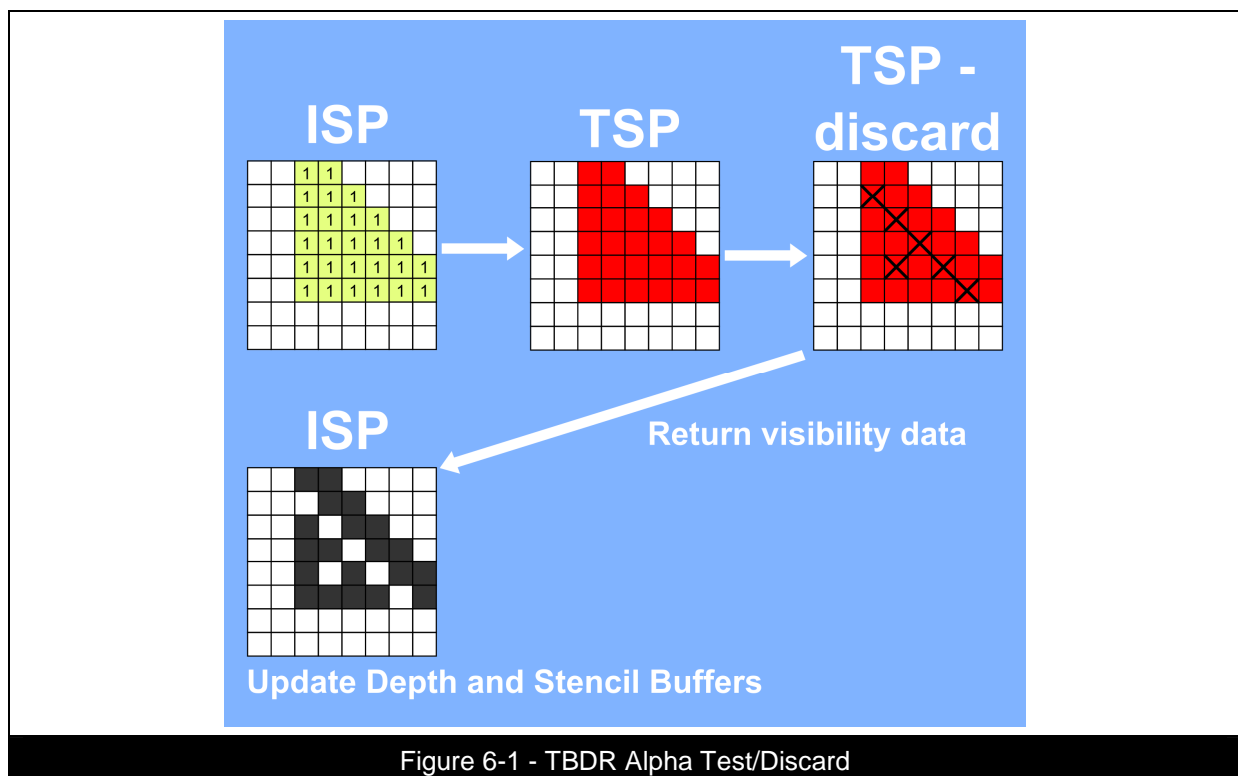 TSP -
discard
ISP
TSP
1 1
1 1 1
1 1 1 1
1 1 1 1 1
1 1 1 1 1 1
1 1 1 1 1 1
Return visibility data
ISP
Update Depth and Stencil Buffers
Figure 6-1 - TBDR Alpha Test/Discard